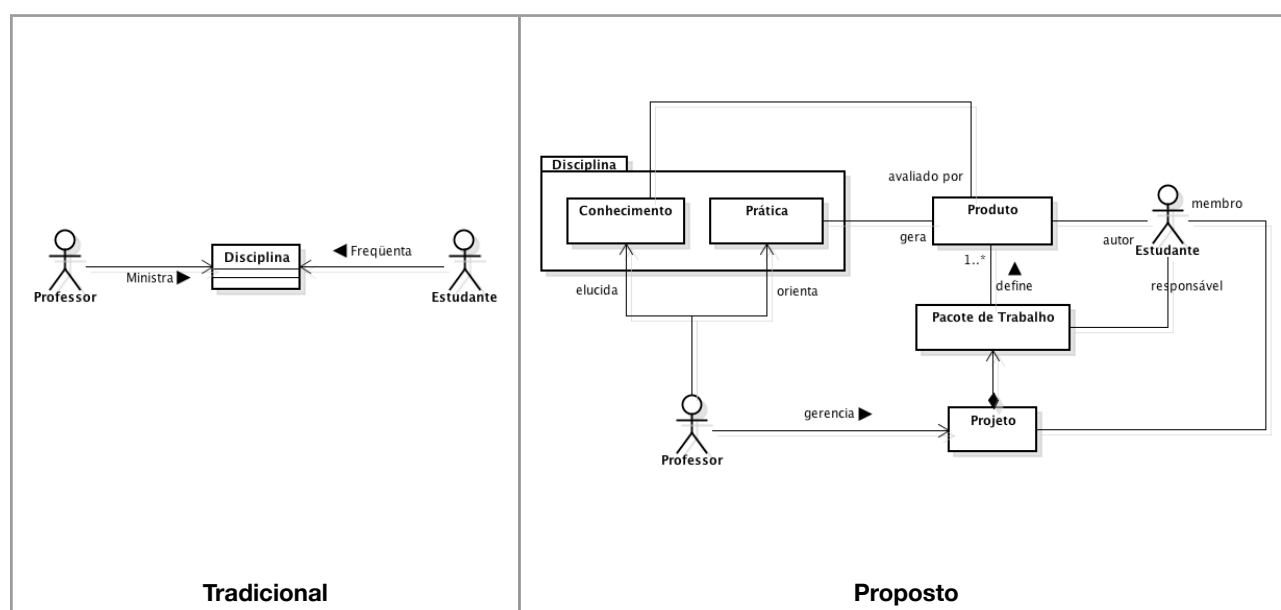 Disciplina
Ministra ▶
◀ Freqüenta
Professor
Estudante
Tradicional
Disciplina
Conhecimento
Prática
avaliado por
Produto
gera
autor
membro
Estudante
1..*
▲
define
responsável
elucida
orienta
Pacote de Trabalho
gerencia ▶
Projeto
Professor
Proposto